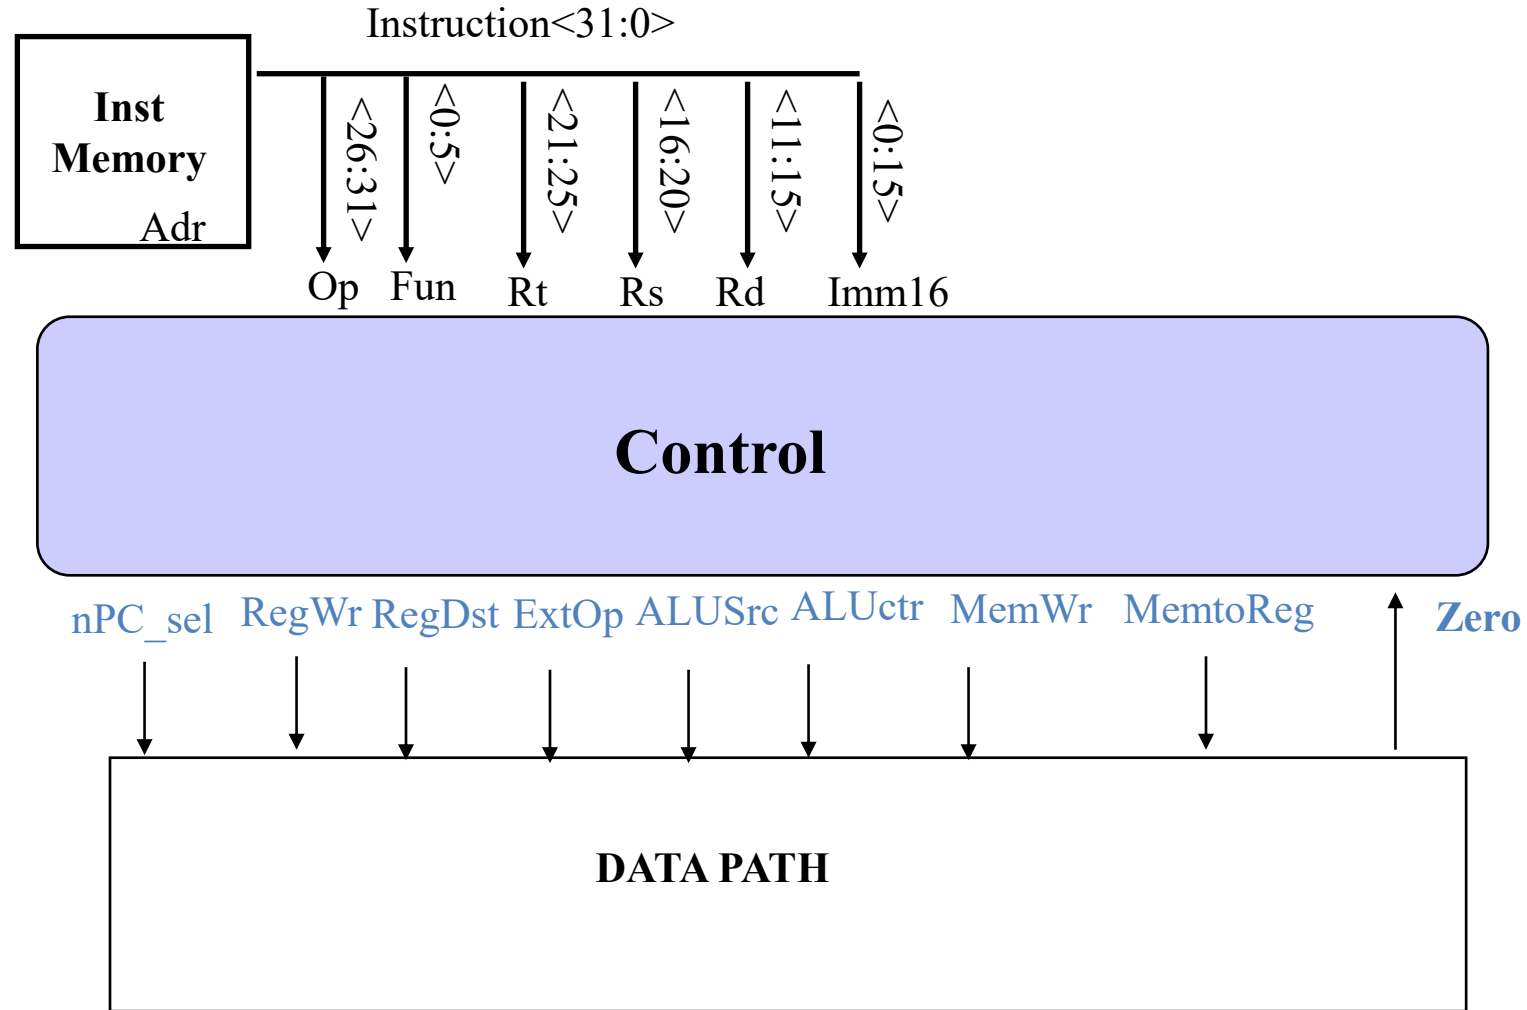 Instruction<31:0>
Inst
Memory
Adr
<26:31>
<0:5>
<21:25>
<16:20>
<11:15>
<0:15>
Op
Fun
Rt
Rs
Rd
Imm16
Control
nPC_sel
RegWr
RegDst
ExtOp
ALUSrc
ALUctr
MemWr
MemtoReg
Zero
DATA PATH